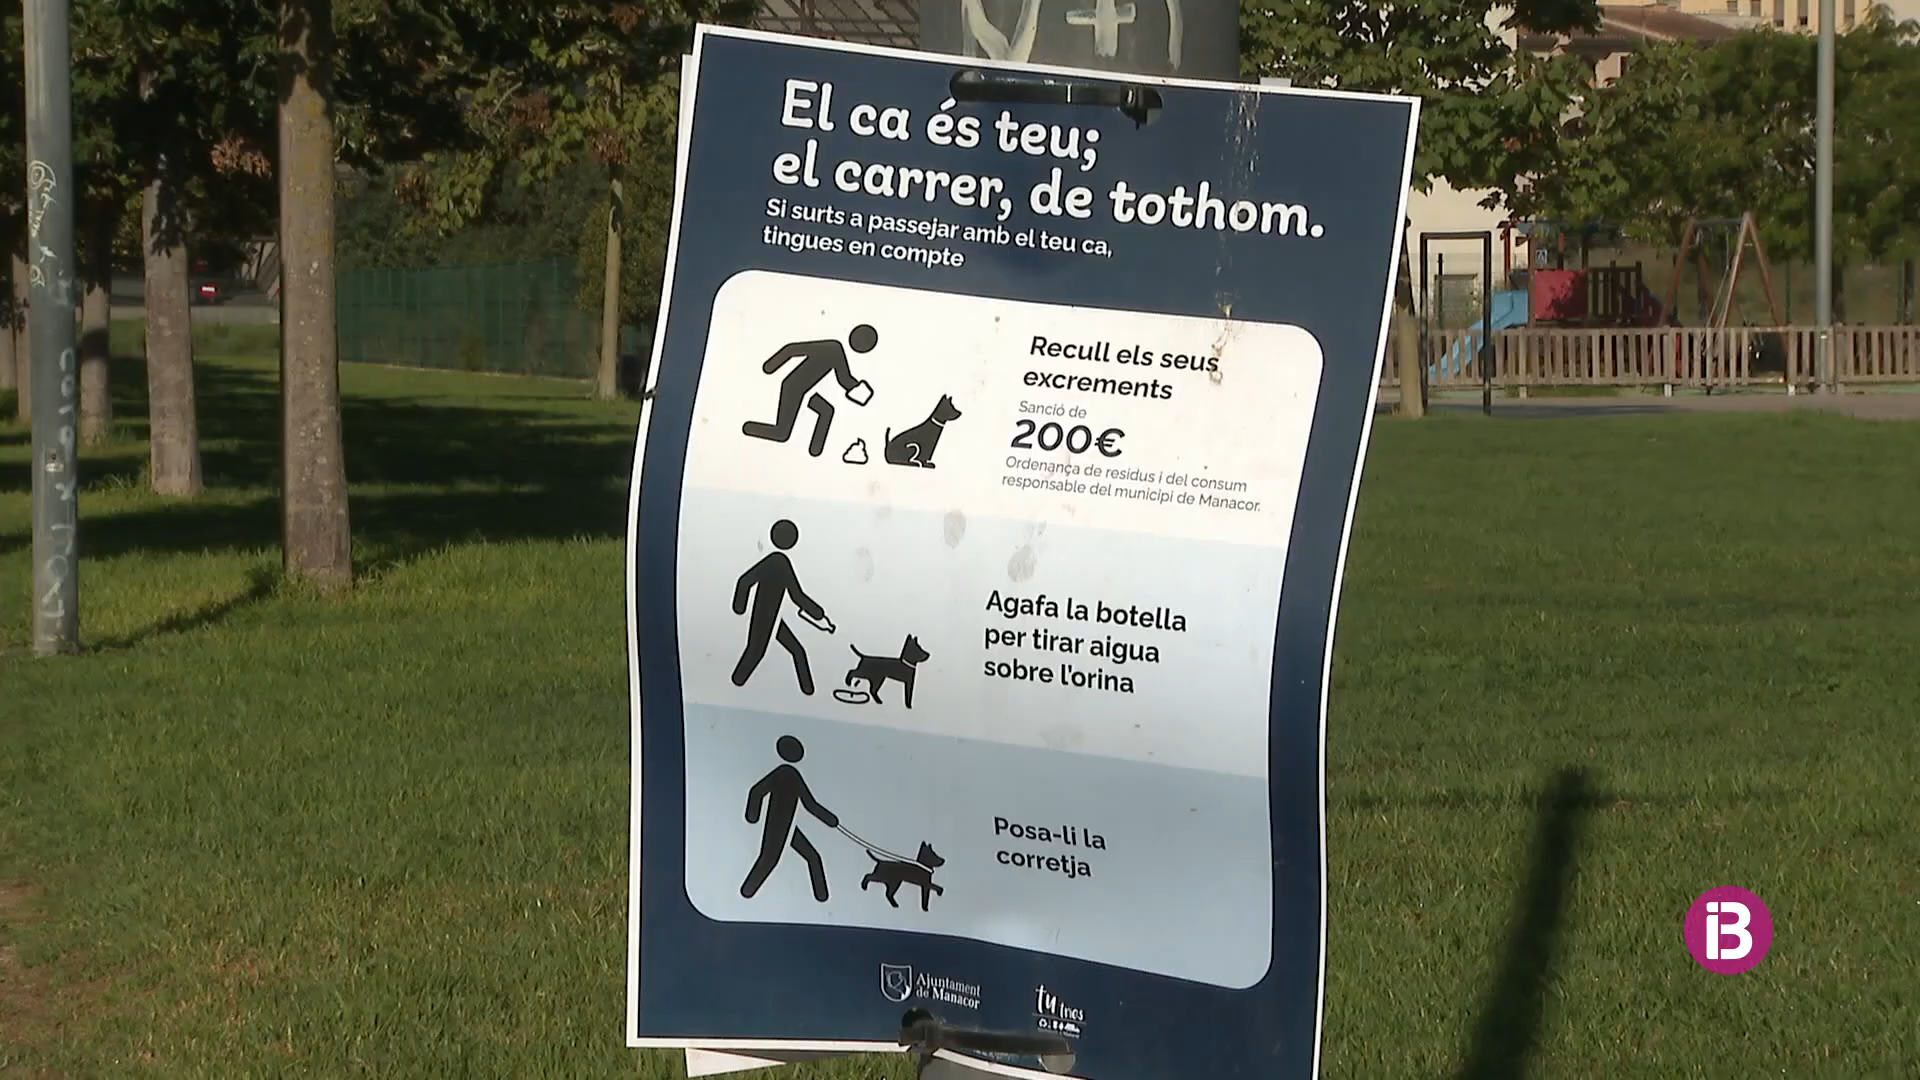 El ca és teu;
el carrer, de tothom.
Si surts a passejar amb el teu ca,
tingues en compte
Recull els seus
excrements
Sanció de
200€
Ordenança de residus i del consum
responsable del municipi de Manacor.
Agafa la botella
per tirar aigua
sobre l'orina
Posa-li la
corretja
Ajuntament
de Manacor
iB